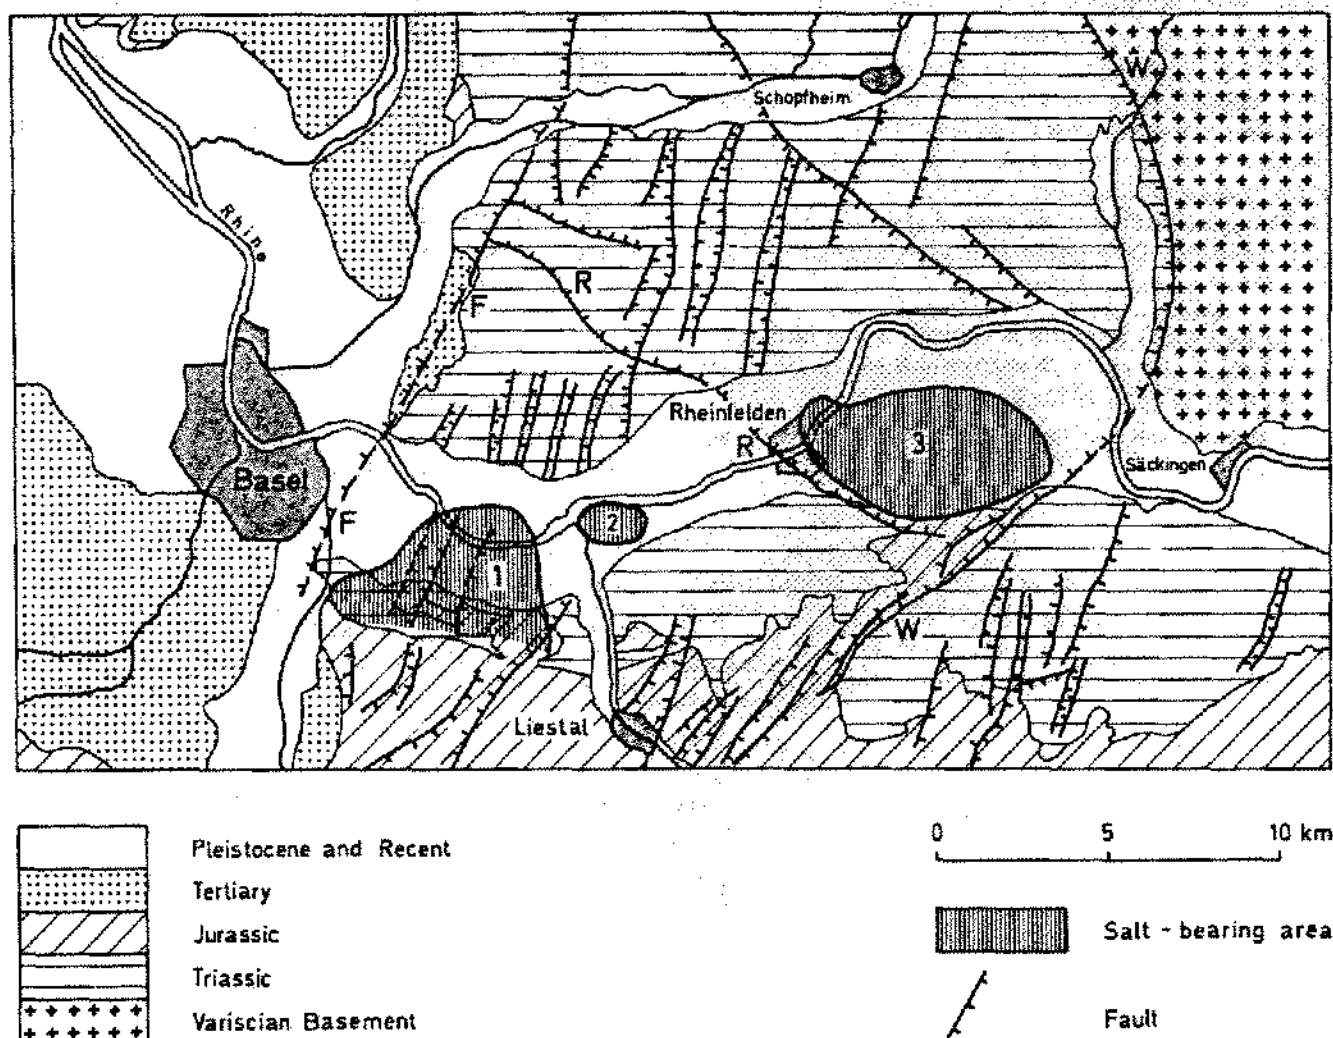 W
Schopfheim
Rhine
R
F
Rheinfelden
R
3
Säckingen
Basel
F
2
1
W
Liestal
0 5 10 km
Pleistocene and Recent
Tertiary
Jurassic
Triassic
Variscian Basement
Salt - bearing area
Fault